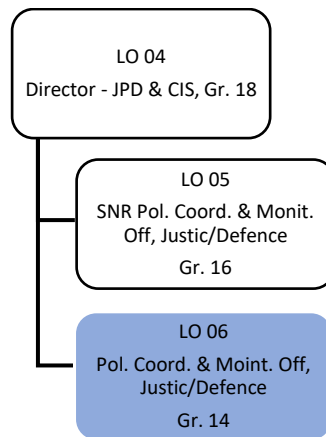 LO 04
Director - JPD & CIS, Gr. 18
LO 05
SNR Pol. Coord. & Monit.
Off, Justic/Defence
Gr. 16
LO 06
Pol. Coord. & Moint. Off,
Justic/Defence
Gr. 14